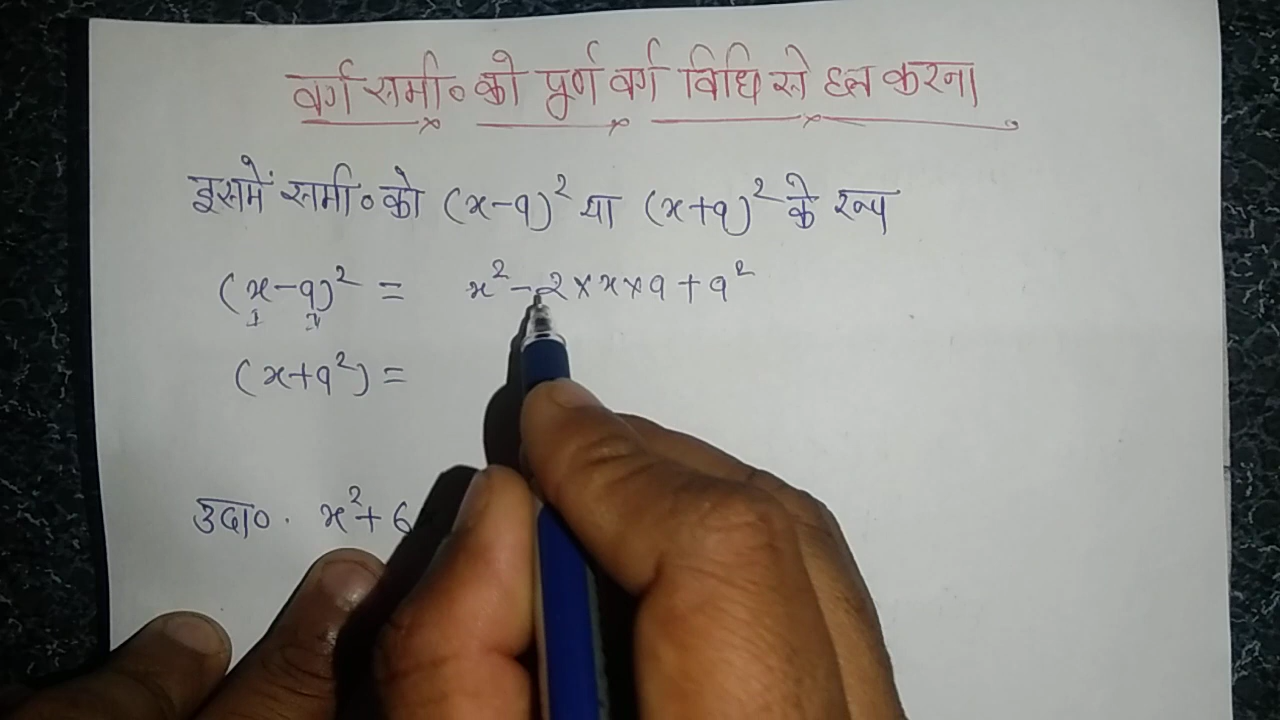 वर्ग समी० को पूर्ण वर्ग विधि से हल करना
इसमें समी० को (x-a)² या (x+a)² के रूप
(x-a)² = x²-2×x×a+a²
I II
(x+a²) =
उदा०. x²+6